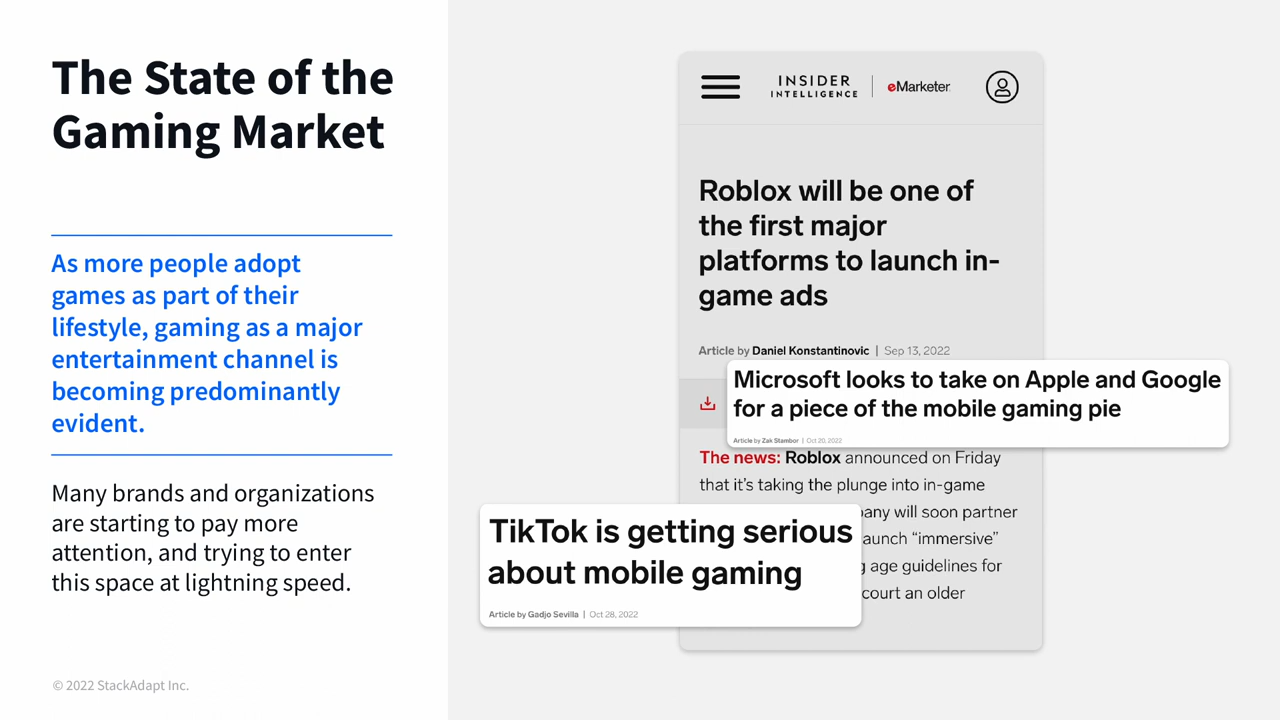 The State of the
Gaming Market
As more people adopt
games as part of their
lifestyle, gaming as a major
entertainment channel is
becoming predominantly
evident.
Many brands and organizations
are starting to pay more
attention, and trying to enter
this space at lightning speed.
© 2022 StackAdapt Inc.
INSIDER
INTELLIGENCE
eMarketer.
Roblox will be one of
the first major
platforms to launch in-
game ads
Article by Daniel Konstantinovic | Sep 13, 2022
Microsoft looks to take on Apple and Google
for a piece of the mobile gaming pie
Article by Zak Stambor | Oct 20, 2022
The news: Roblox announced on Friday
that it’s taking the plunge into in-game
will soon partner
“immersive”
age guidelines for
court an older
TikTok is getting serious
about mobile gaming
Article by Gadjo Sevilla | Oct 28, 2022